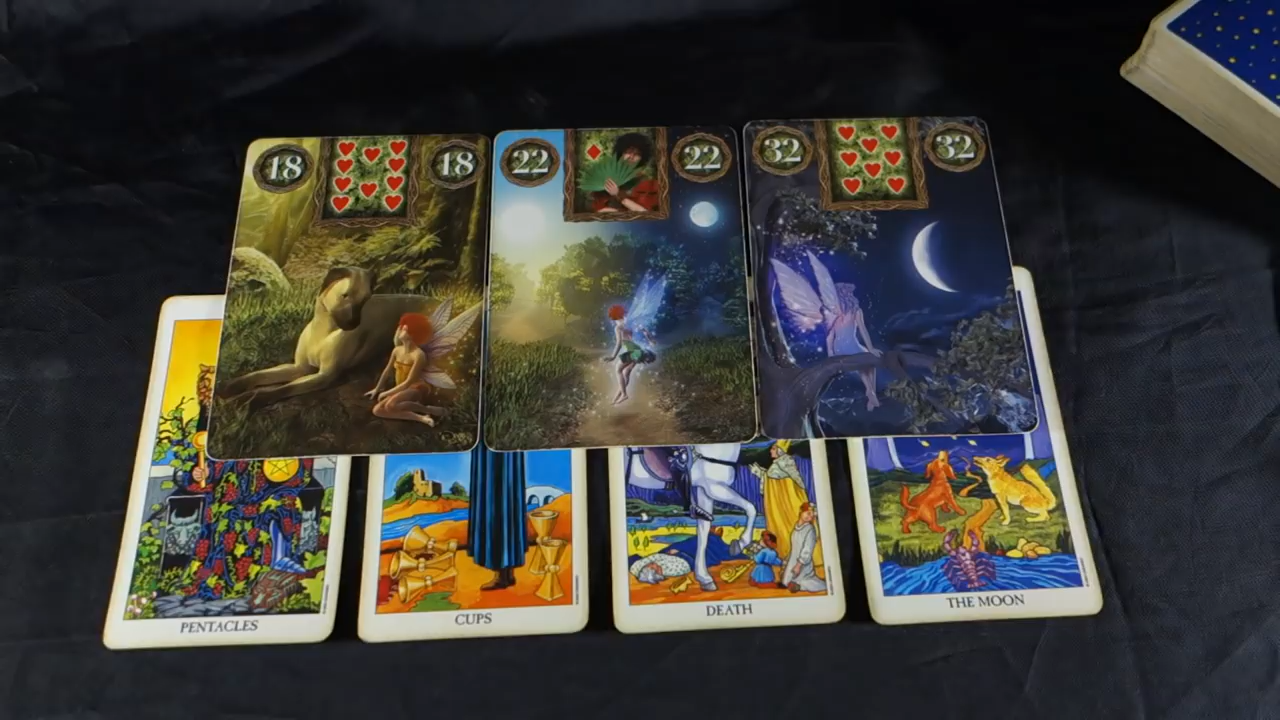 18 18
22 22
32 32
PENTACLES
CUPS
DEATH
THE MOON